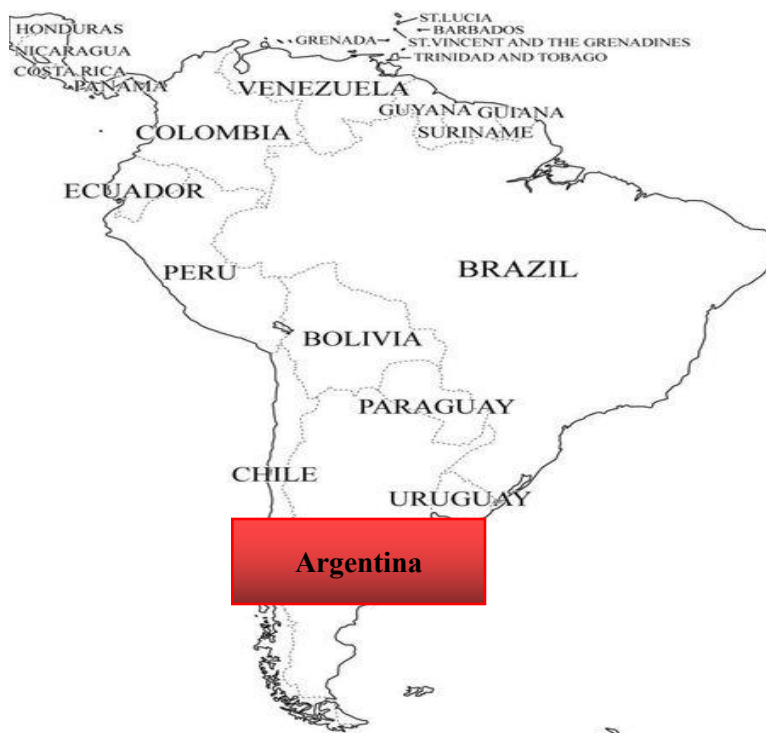 HONDURAS
NICARAGUA
COSTA RICA
PANAMA
ST.LUCIA
BARBADOS
GRENADA
ST.VINCENT AND THE GRENADINES
TRINIDAD AND TOBAGO
VENEZUELA
GUYANA
GUIANA
SURINAME
COLOMBIA
ECUADOR
PERU
BRAZIL
BOLIVIA
PARAGUAY
CHILE
URUGUAY
Argentina